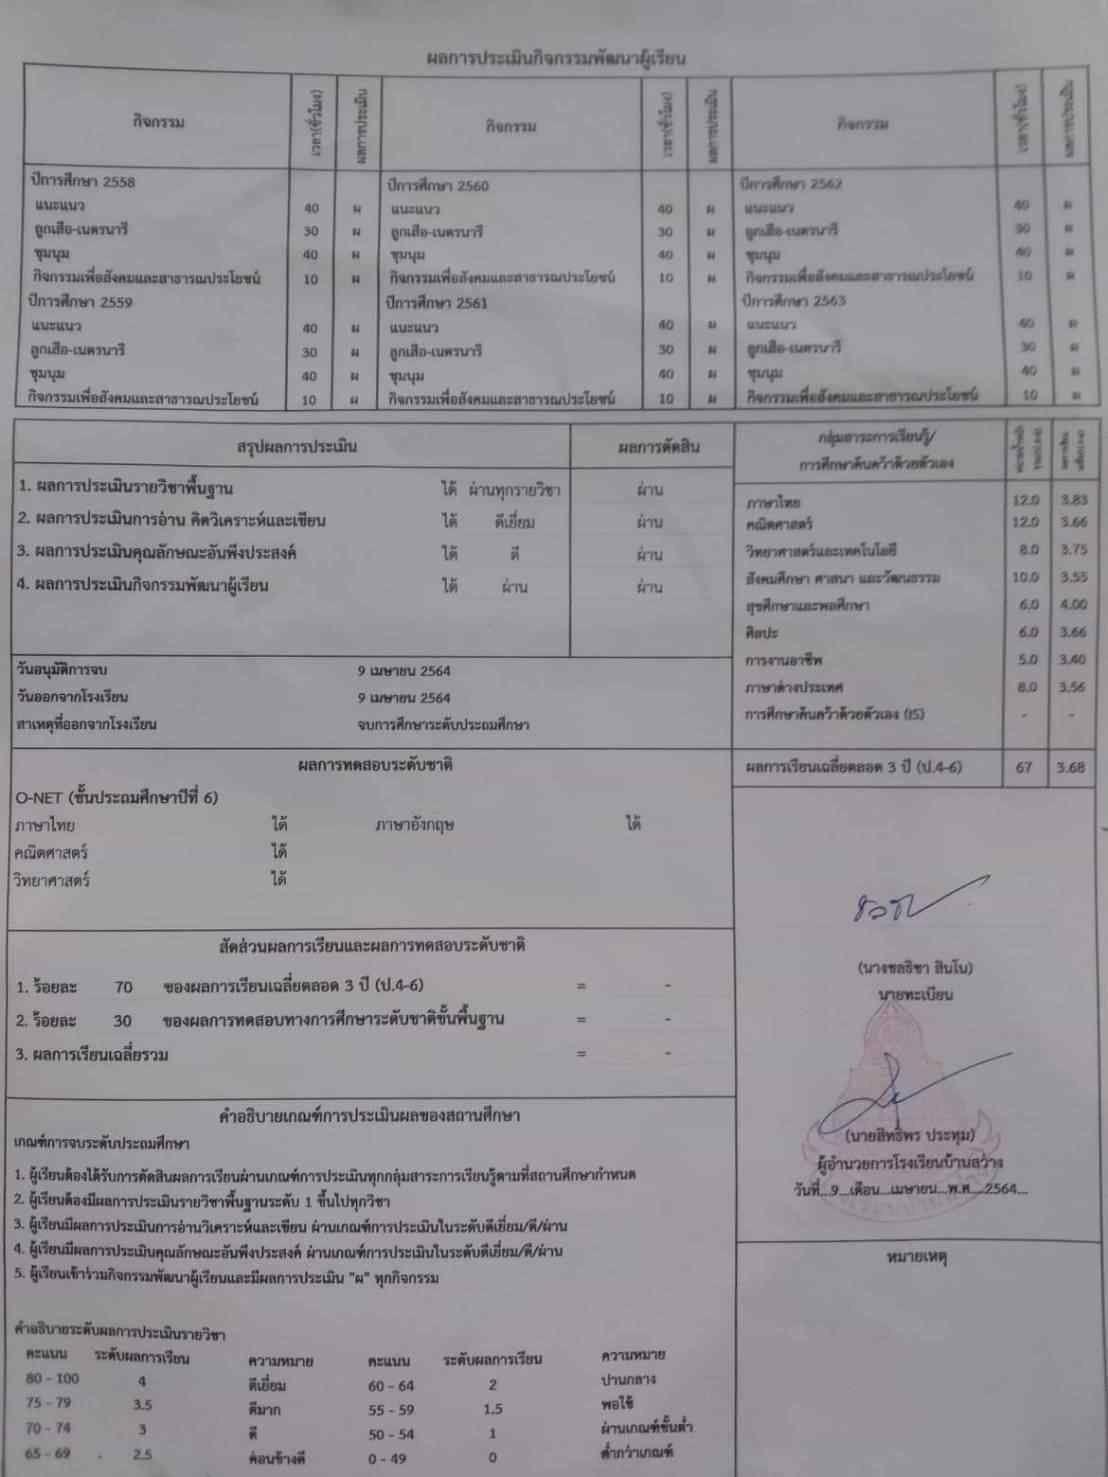 ผลการประเมินกิจกรรมพัฒนาผู้เรียน
กิจกรรม เวลา(ชั่วโมง) ผลการประเมิน กิจกรรม เวลา(ชั่วโมง) ผลการประเมิน กิจกรรม เวลา(ชั่วโมง) ผลการประเมิน
ปีการศึกษา 2558 ปีการศึกษา 2560 ปีการศึกษา 2562
แนะแนว 40 ผ แนะแนว 40 ผ แนะแนว 40 ผ
ลูกเสือ-เนตรนารี 30 ผ ลูกเสือ-เนตรนารี 30 ผ ลูกเสือ-เนตรนารี 30 ผ
ชุมนุม 40 ผ ชุมนุม 40 ผ ชุมนุม 40 ผ
กิจกรรมเพื่อสังคมและสาธารณประโยชน์ 10 ผ กิจกรรมเพื่อสังคมและสาธารณประโยชน์ 10 ผ กิจกรรมเพื่อสังคมและสาธารณประโยชน์ 10 ผ
ปีการศึกษา 2559 ปีการศึกษา 2561 ปีการศึกษา 2563
แนะแนว 40 ผ แนะแนว 40 ผ แนะแนว 40 ผ
ลูกเสือ-เนตรนารี 30 ผ ลูกเสือ-เนตรนารี 30 ผ ลูกเสือ-เนตรนารี 30 ผ
ชุมนุม 40 ผ ชุมนุม 40 ผ ชุมนุม 40 ผ
กิจกรรมเพื่อสังคมและสาธารณประโยชน์ 10 ผ กิจกรรมเพื่อสังคมและสาธารณประโยชน์ 10 ผ กิจกรรมเพื่อสังคมและสาธารณประโยชน์ 10 ผ
สรุปผลการประเมิน ผลการตัดสิน
1. ผลการประเมินรายวิชาพื้นฐาน ได้ ผ่านทุกรายวิชา ผ่าน
2. ผลการประเมินการอ่าน คิดวิเคราะห์และเขียน ได้ ดีเยี่ยม ผ่าน
3. ผลการประเมินคุณลักษณะอันพึงประสงค์ ได้ ดี ผ่าน
4. ผลการประเมินกิจกรรมพัฒนาผู้เรียน ได้ ผ่าน ผ่าน
วันอนุมัติการจบ 9 เมษายน 2564
วันออกจากโรงเรียน 9 เมษายน 2564
สาเหตุที่ออกจากโรงเรียน จบการศึกษาระดับประถมศึกษา
ผลการทดสอบระดับชาติ
O-NET (ชั้นประถมศึกษาปีที่ 6)
ภาษาไทย ได้ ภาษาอังกฤษ ได้
คณิตศาสตร์ ได้
วิทยาศาสตร์ ได้
สัดส่วนผลการเรียนและผลการทดสอบระดับชาติ
1. ร้อยละ 70 ของผลการเรียนเฉลี่ยตลอด 3 ปี (ป.4-6) = -
2. ร้อยละ 30 ของผลการทดสอบทางการศึกษาระดับชาติขั้นพื้นฐาน = -
3. ผลการเรียนเฉลี่ยรวม = -
คำอธิบายเกณฑ์การประเมินผลของสถานศึกษา
เกณฑ์การจบระดับประถมศึกษา
1. ผู้เรียนต้องได้รับการตัดสินผลการเรียนผ่านเกณฑ์การประเมินทุกกลุ่มสาระการเรียนรู้ตามที่สถานศึกษากำหนด
2. ผู้เรียนต้องมีผลการประเมินรายวิชาพื้นฐานระดับ 1 ขึ้นไปทุกวิชา
3. ผู้เรียนมีผลการประเมินการอ่านวิเคราะห์และเขียน ผ่านเกณฑ์การประเมินในระดับดีเยี่ยม/ดี/ผ่าน
4. ผู้เรียนมีผลการประเมินคุณลักษณะอันพึงประสงค์ ผ่านเกณฑ์การประเมินในระดับดีเยี่ยม/ดี/ผ่าน
5. ผู้เรียนเข้าร่วมกิจกรรมพัฒนาผู้เรียนและมีผลการประเมิน "ผ" ทุกกิจกรรม
คำอธิบายระดับผลการประเมินรายวิชา
คะแนน ระดับผลการเรียน ความหมาย คะแนน ระดับผลการเรียน ความหมาย
80 - 100 4 ดีเยี่ยม 60 - 64 2 ปานกลาง
75 - 79 3.5 ดีมาก 55 - 59 1.5 พอใช้
70 - 74 3 ดี 50 - 54 1 ผ่านเกณฑ์ขั้นต่ำ
65 - 69 2.5 ค่อนข้างดี 0 - 49 0 ต่ำกว่าเกณฑ์
กลุ่มสาระการเรียนรู้/
การศึกษาค้นคว้าด้วยตัวเอง
ภาษาไทย 12.0 3.83
คณิตศาสตร์ 12.0 3.66
วิทยาศาสตร์และเทคโนโลยี 8.0 3.75
สังคมศึกษา ศาสนา และวัฒนธรรม 10.0 3.55
สุขศึกษาและพลศึกษา 6.0 4.00
ศิลปะ 6.0 3.66
การงานอาชีพ 5.0 3.40
ภาษาต่างประเทศ 8.0 3.56
การศึกษาค้นคว้าด้วยตัวเอง (IS) - -
ผลการเรียนเฉลี่ยตลอด 3 ปี (ป.4-6) 67 3.68
(นางชลธิชา สินโน)
นายทะเบียน
(นายสิทธิพร ประทุม)
ผู้อำนวยการโรงเรียนบ้านสว่าง
วันที่...9...เดือน...เมษายน...พ.ศ....2564...
หมายเหตุ